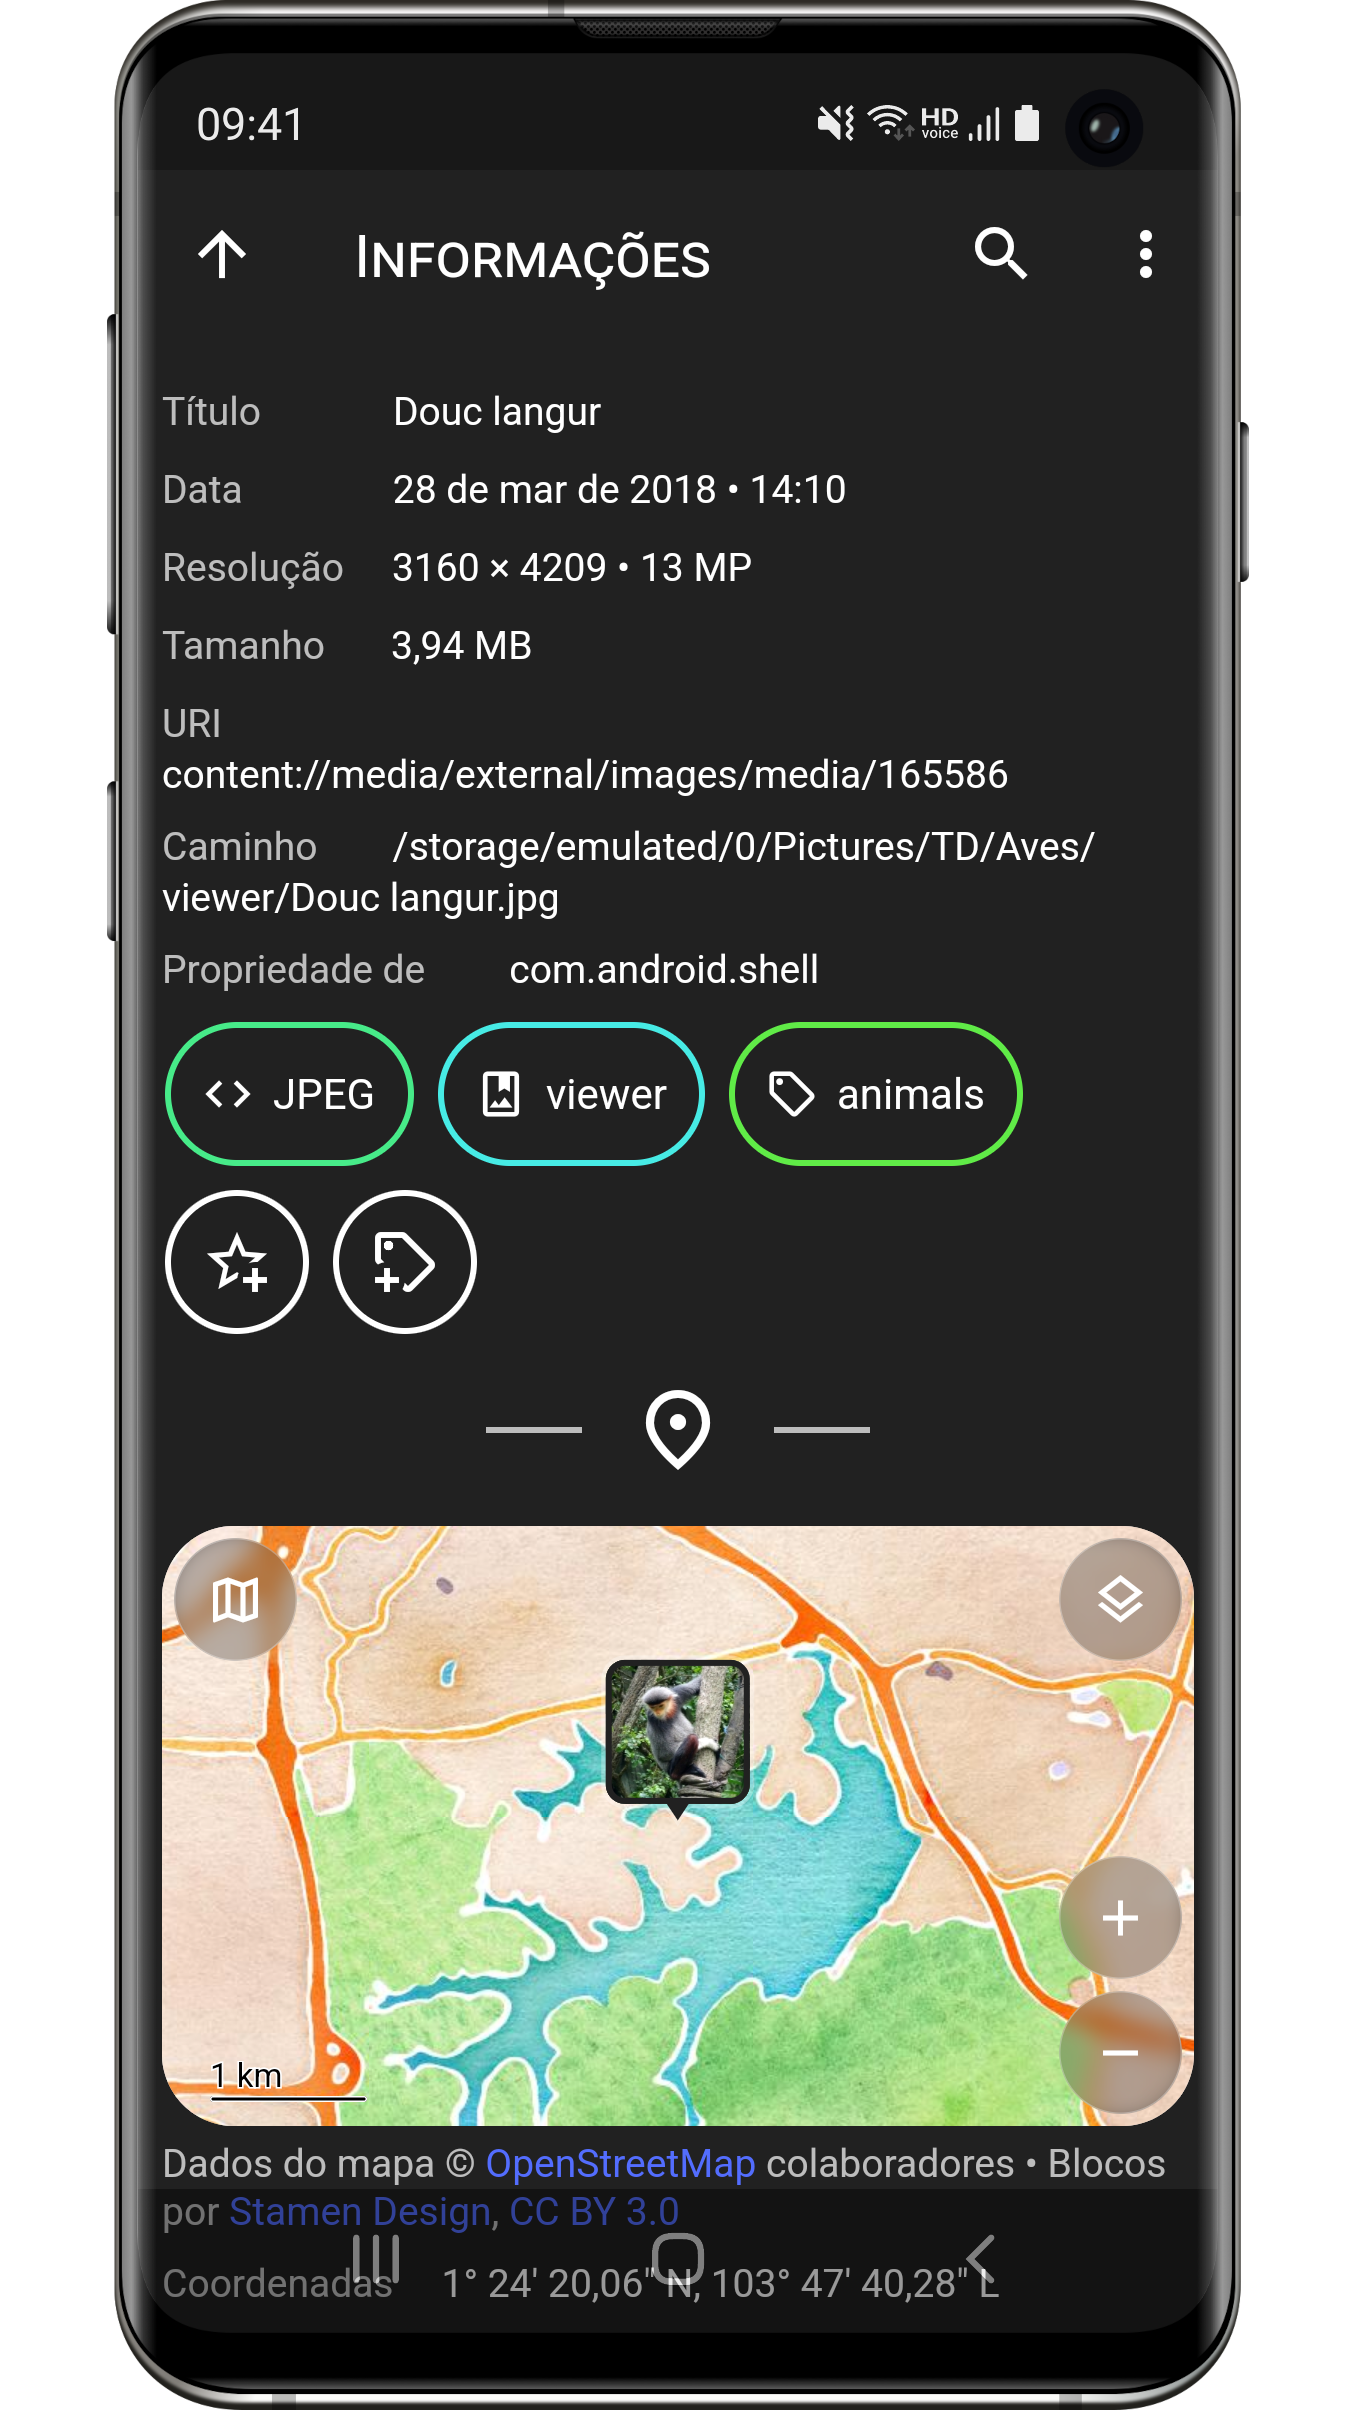 09:41
HD
voice
INFORMAÇÕES
Título Douc langur
Data 28 de mar de 2018 • 14:10
Resolução 3160 × 4209 • 13 MP
Tamanho 3,94 MB
URI
content://media/external/images/media/165586
Caminho /storage/emulated/0/Pictures/TD/Aves/
viewer/Douc langur.jpg
Propriedade de com.android.shell
JPEG viewer animals
1 km
Dados do mapa © OpenStreetMap colaboradores • Blocos
por Stamen Design, CC BY 3.0
Coordenadas 1° 24' 20,06" N, 103° 47' 40,28" L